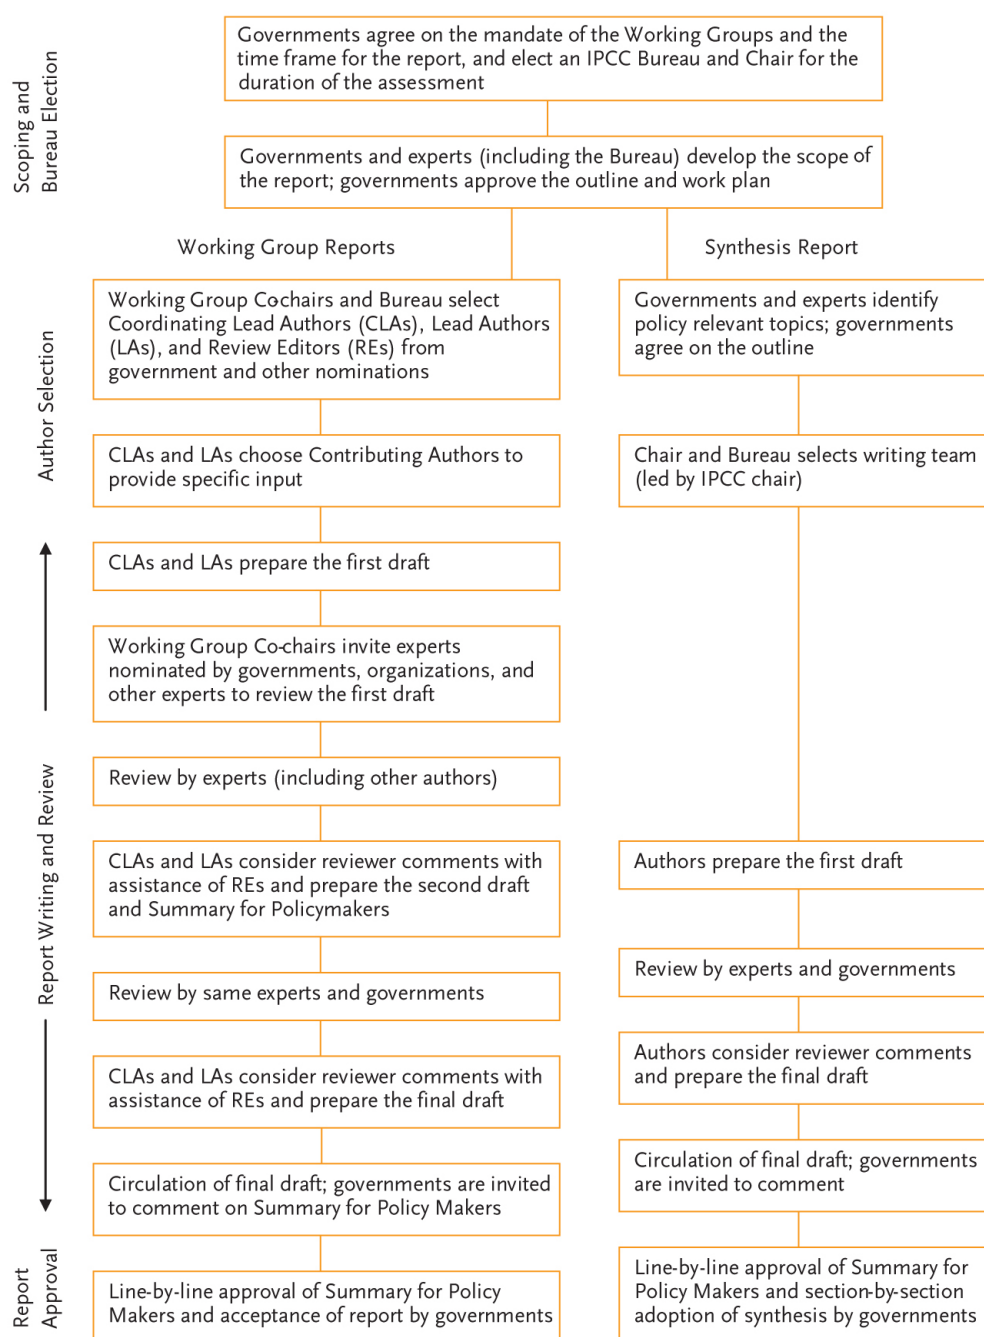 Scoping and
Bureau Election
Governments agree on the mandate of the Working Groups and the
time frame for the report, and elect an IPCC Bureau and Chair for the
duration of the assessment
Governments and experts (including the Bureau) develop the scope of
the report; governments approve the outline and work plan
Working Group Reports
Synthesis Report
Author Selection
Working Group Co-chairs and Bureau select
Coordinating Lead Authors (CLAs), Lead Authors
(LAs), and Review Editors (REs) from
government and other nominations
CLAs and LAs choose Contributing Authors to
provide specific input
Governments and experts identify
policy relevant topics; governments
agree on the outline
Chair and Bureau selects writing team
(led by IPCC chair)
Report Writing and Review
CLAs and LAs prepare the first draft
Working Group Co-chairs invite experts
nominated by governments, organizations, and
other experts to review the first draft
Review by experts (including other authors)
CLAs and LAs consider reviewer comments with
assistance of REs and prepare the second draft
and Summary for Policymakers
Review by same experts and governments
CLAs and LAs consider reviewer comments with
assistance of REs and prepare the final draft
Circulation of final draft; governments are invited
to comment on Summary for Policy Makers
Authors prepare the first draft
Review by experts and governments
Authors consider reviewer comments
and prepare the final draft
Circulation of final draft; governments
are invited to comment
Report
Approval
Line-by-line approval of Summary for Policy
Makers and acceptance of report by governments
Line-by-line approval of Summary for
Policy Makers and section-by-section
adoption of synthesis by governments